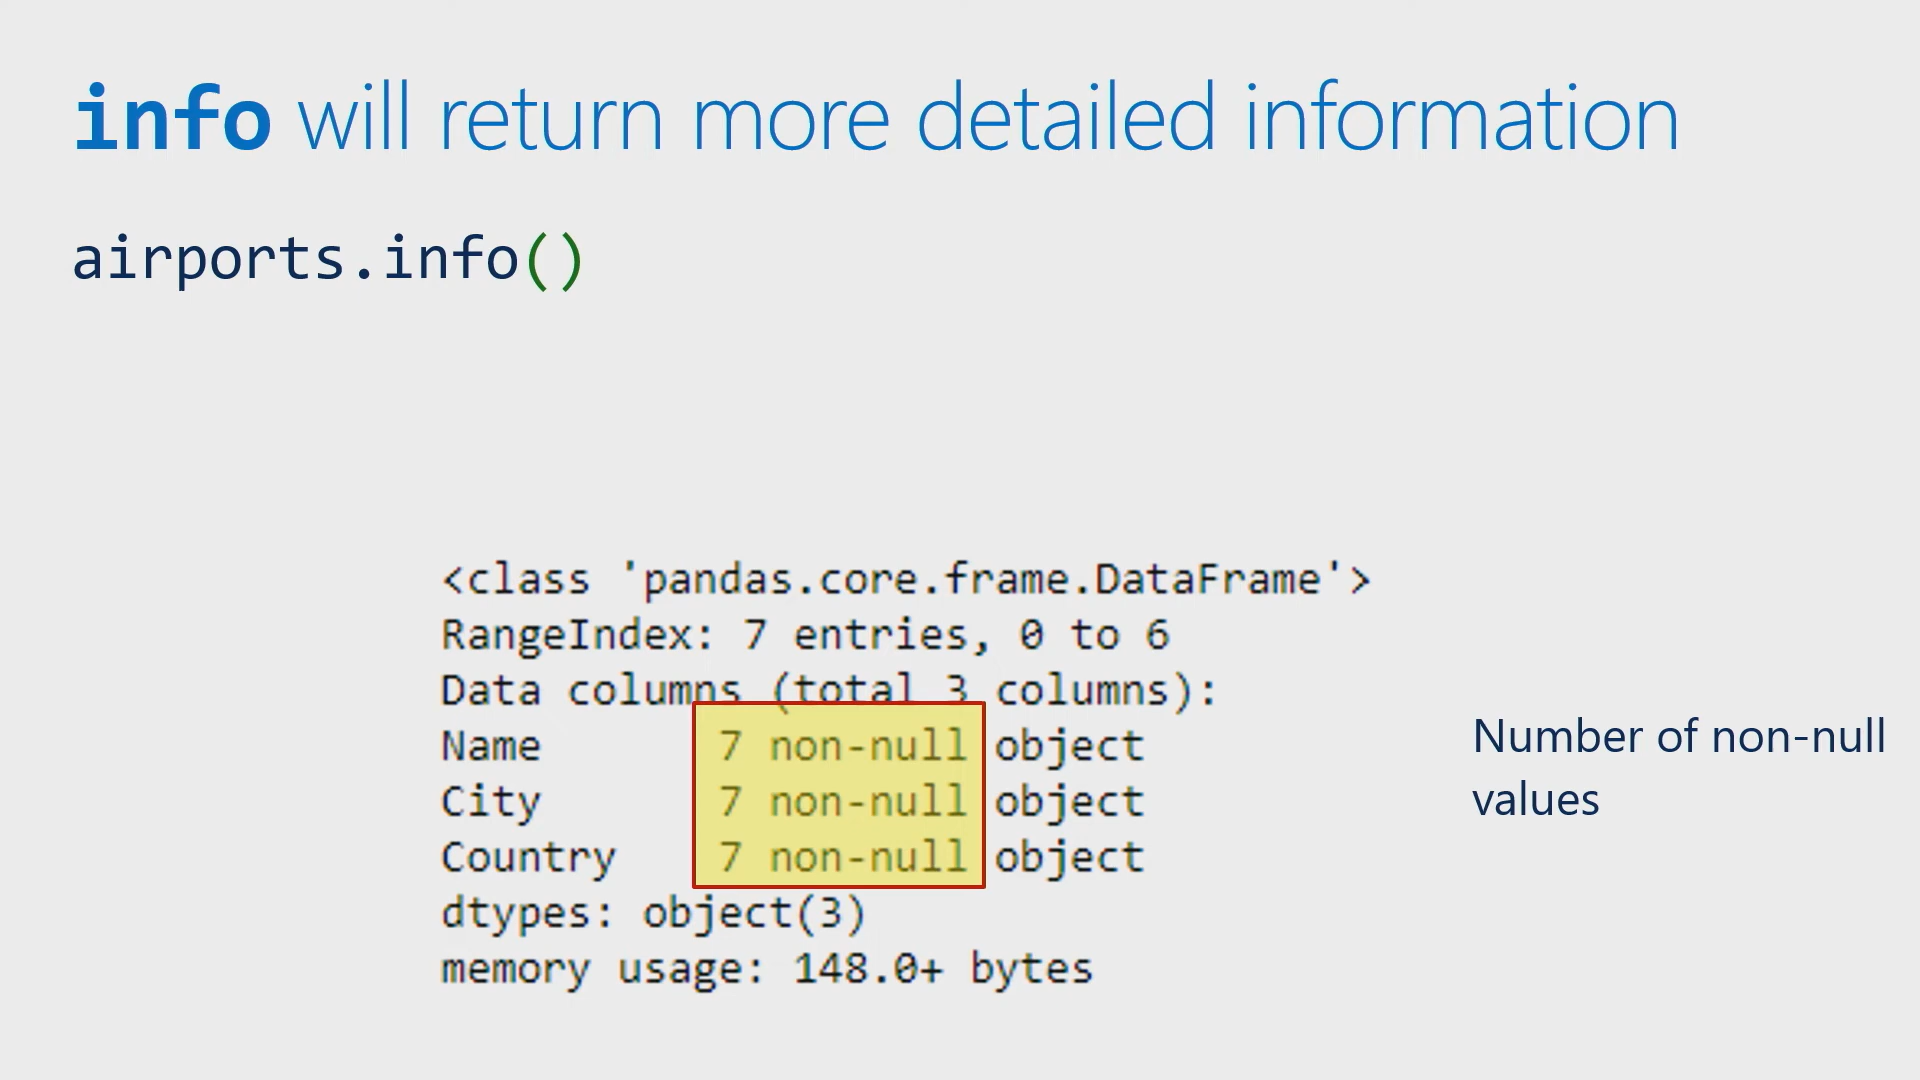 info will return more detailed information
airports.info()
<class 'pandas.core.frame.DataFrame'>
RangeIndex: 7 entries, 0 to 6
Data columns (total 3 columns):
Name 7 non-null object
City 7 non-null object
Country 7 non-null object
dtypes: object(3)
memory usage: 148.0+ bytes
Number of non-null
values